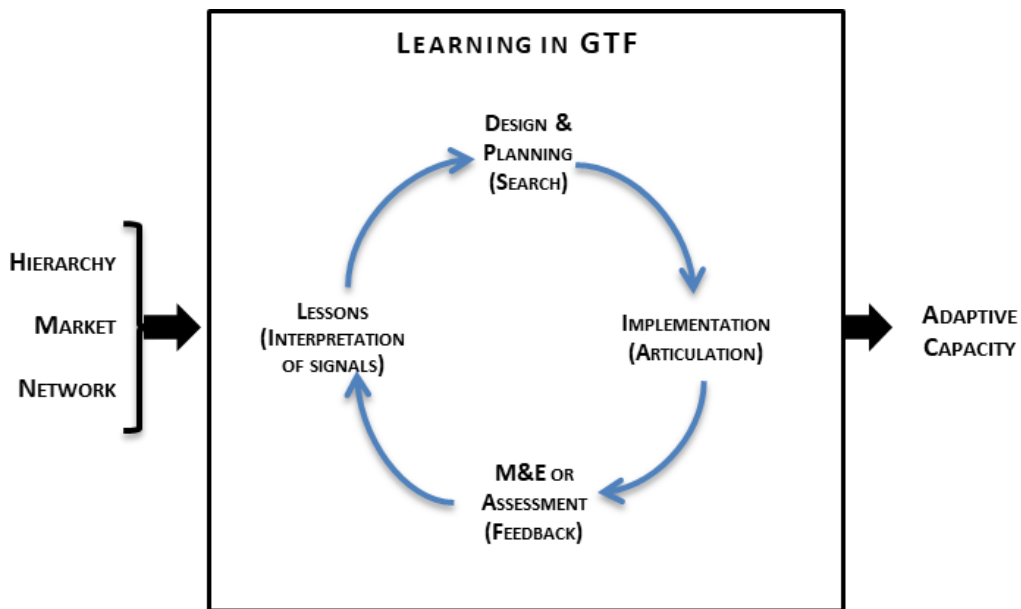 LEARNING IN GTF
DESIGN &
PLANNING
(SEARCH)
HIERARCHY
MARKET
NETWORK
LESSONS
(INTERPRETATION
OF SIGNALS)
IMPLEMENTATION
(ARTICULATION)
ADAPTIVE
CAPACITY
M&E OR
ASSESSMENT
(FEEDBACK)